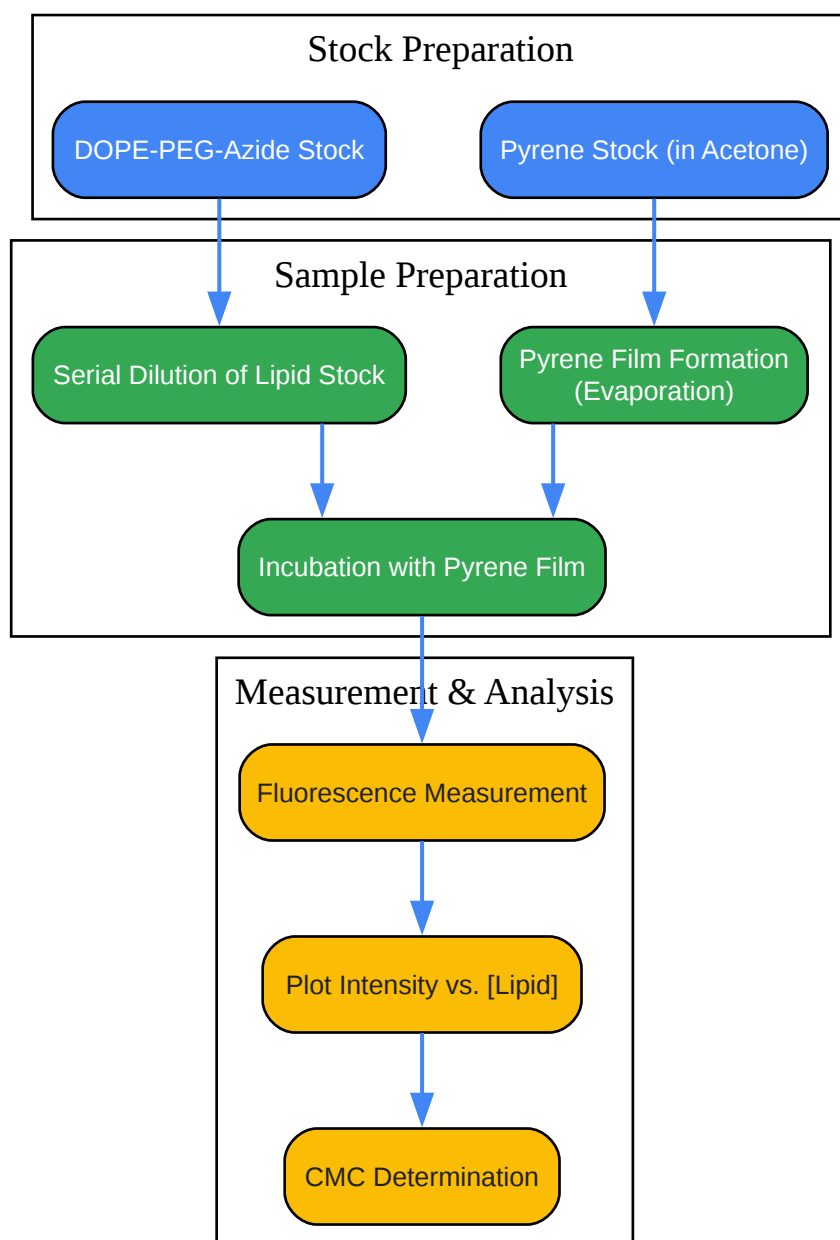 Stock Preparation
DOPE-PEG-Azide Stock
Pyrene Stock (in Acetone)
Sample Preparation
Serial Dilution of Lipid Stock
Pyrene Film Formation
(Evaporation)
Incubation with Pyrene Film
Measurement & Analysis
Fluorescence Measurement
Plot Intensity vs. [Lipid]
CMC Determination